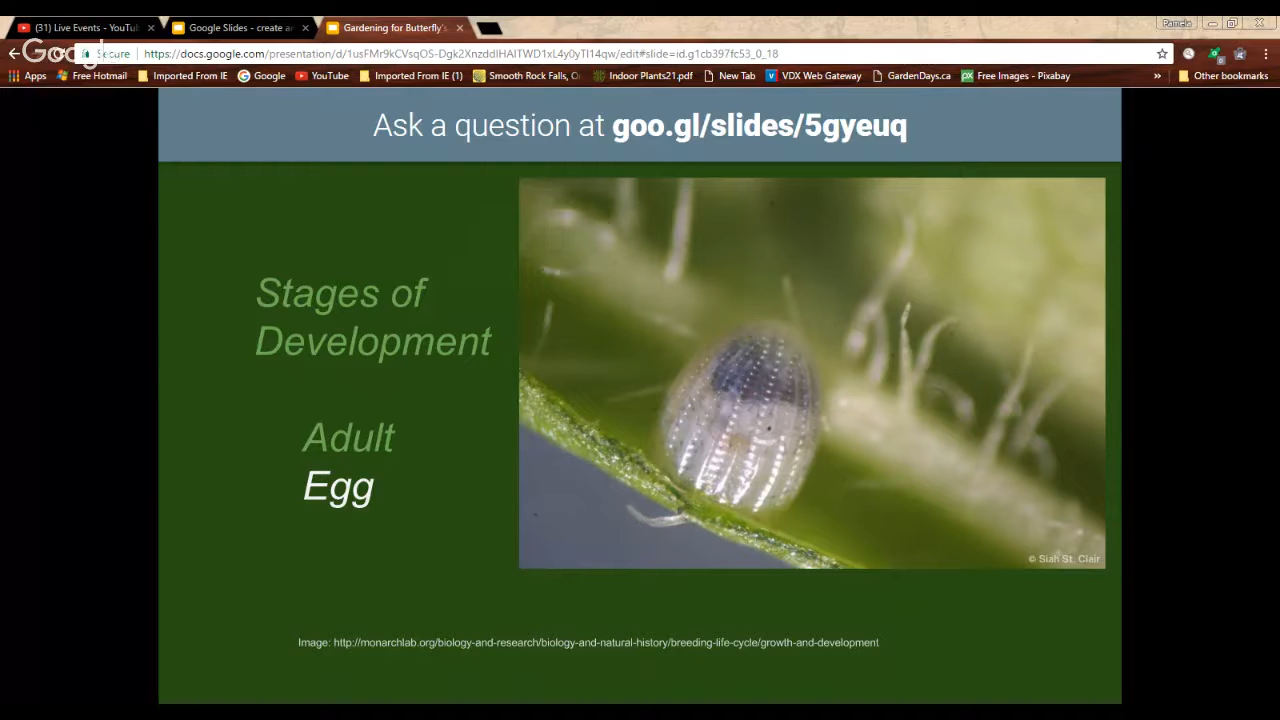 (31) Live Events - YouTu
Google Slides - create a
Gardening for Butterfly's
Pamela
Secure
https://docs.google.com/presentation/d/1usFMr9kCVsqOS-Dgk2XnzddIHAITWD1xL4y0yTI14qw/edit#slide=id.g1cb397fc53_0_18
Apps
Free Hotmail
Imported From IE
Google
YouTube
Imported From IE (1)
Smooth Rock Falls, O
Indoor Plants21.pdf
New Tab
VDX Web Gateway
GardenDays.ca
Free Images - Pixabay
»
Other bookmarks
Ask a question at goo.gl/slides/5gyeuq
Stages of
Development
Adult
Egg
© Siah St. Clair
Image: http://monarchlab.org/biology-and-research/biology-and-natural-history/breeding-life-cycle/growth-and-development